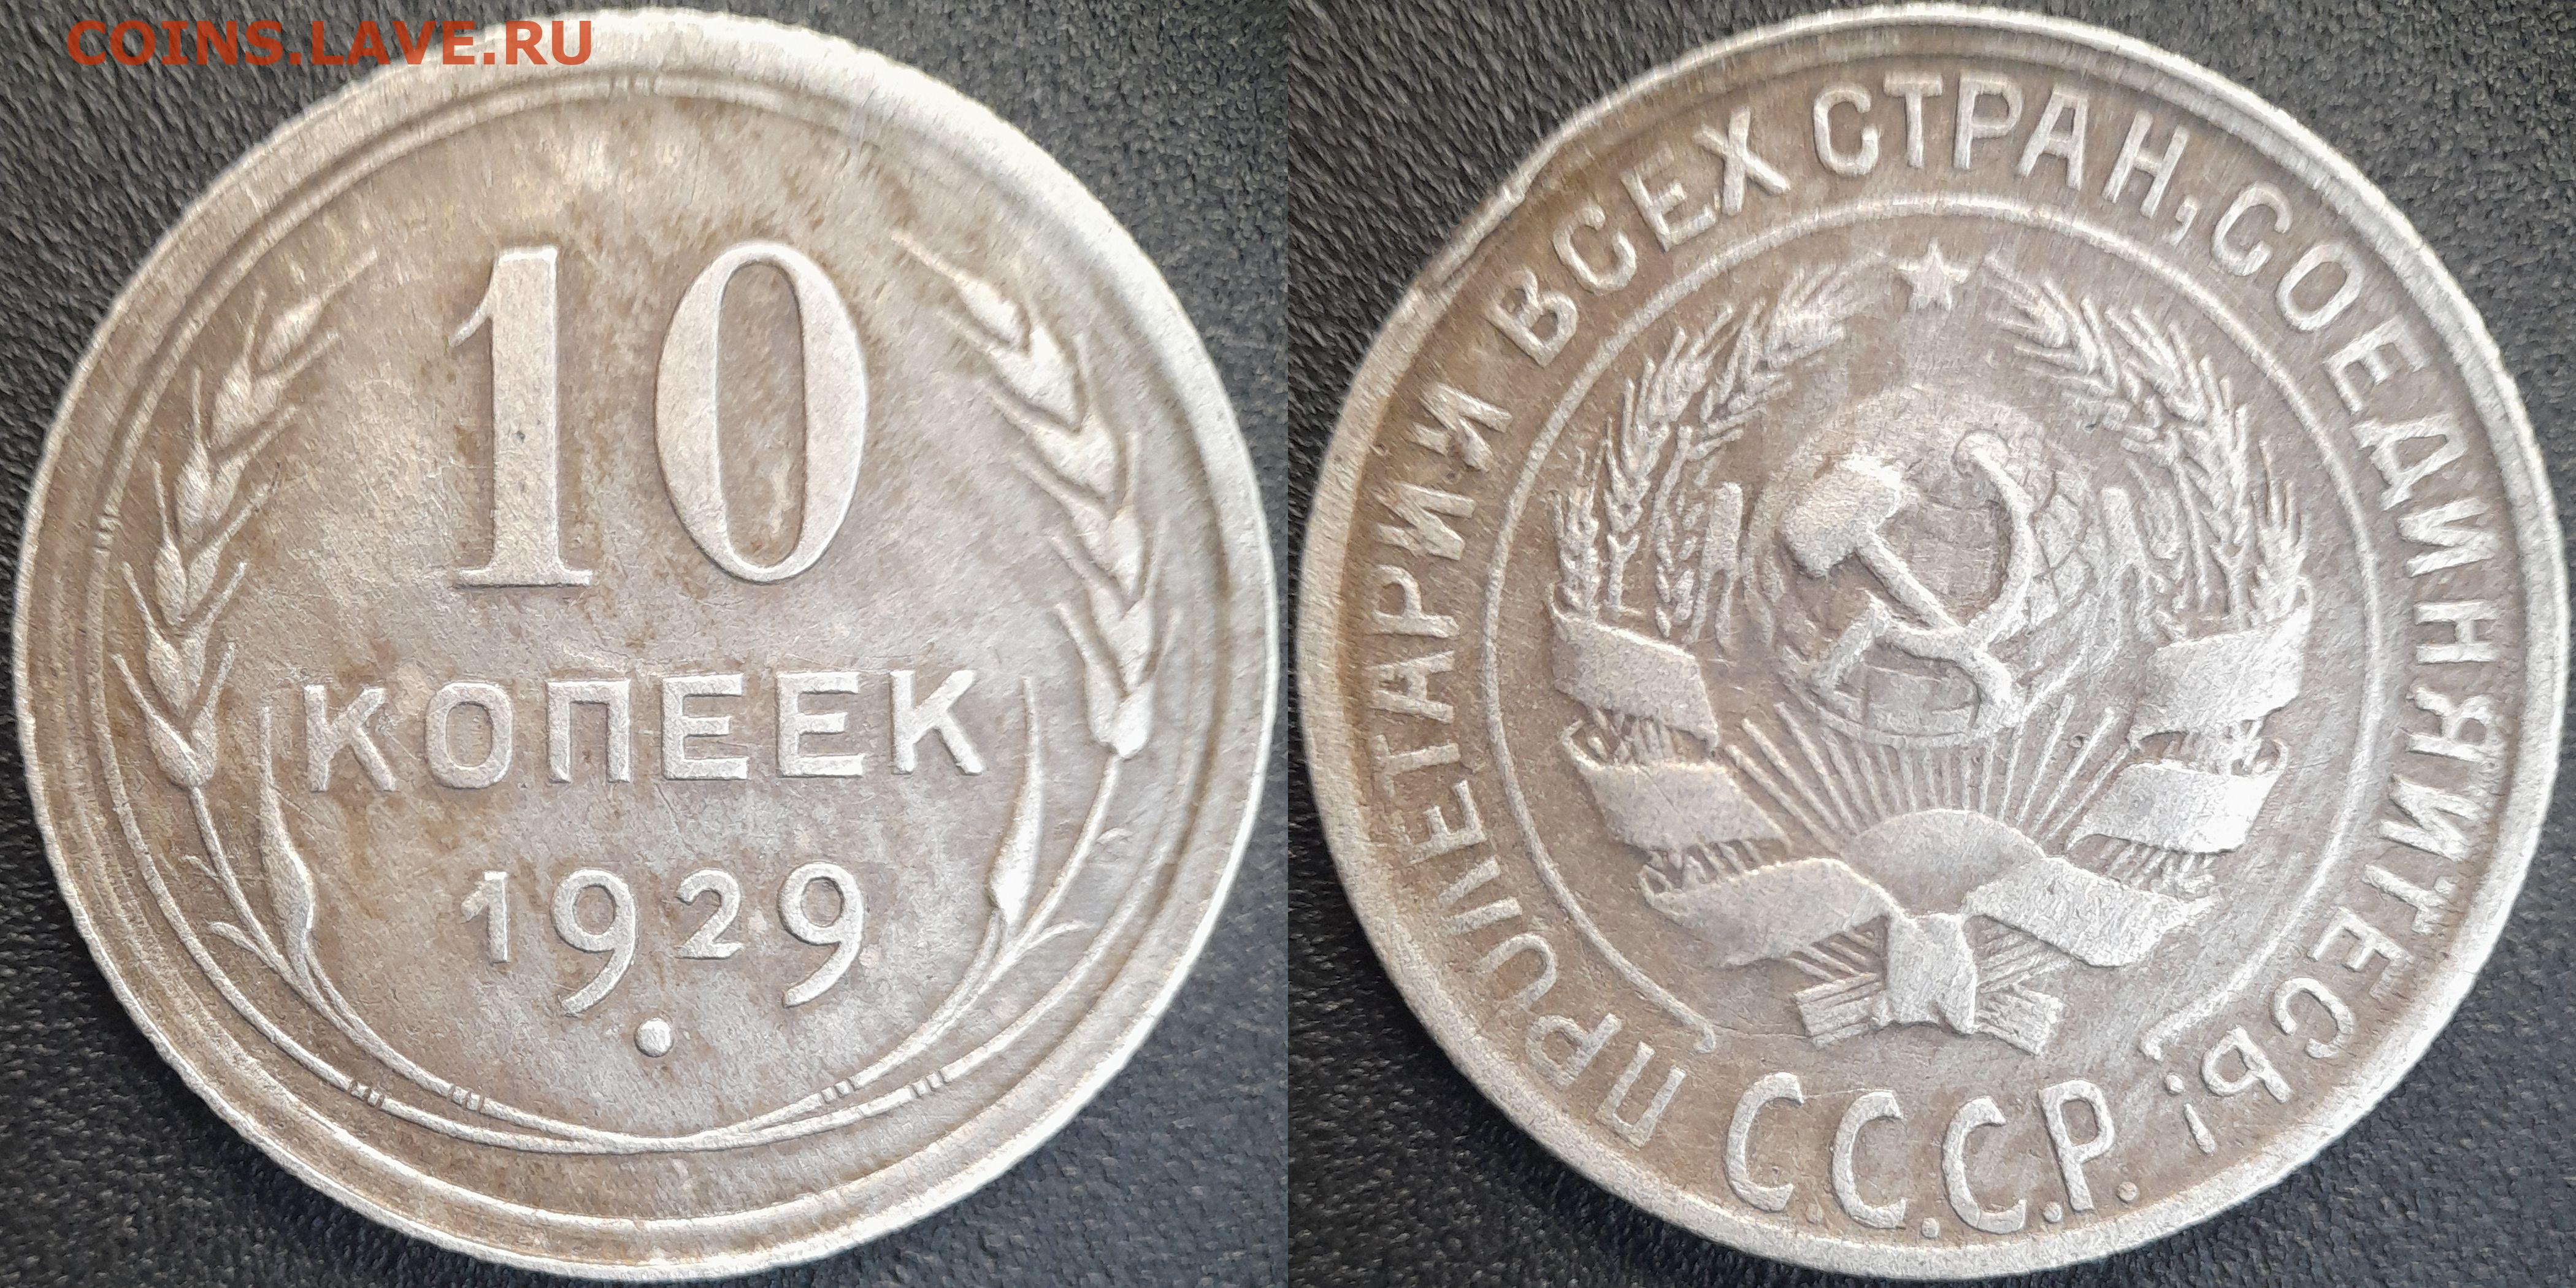 COINS.LAVE.RU
10
КОПЕЕК
1929
ПРОЛЕТАРИИ ВСЕХ СТРАН, СОЕДИНЯЙТЕСЬ!
С.С.С.Р.